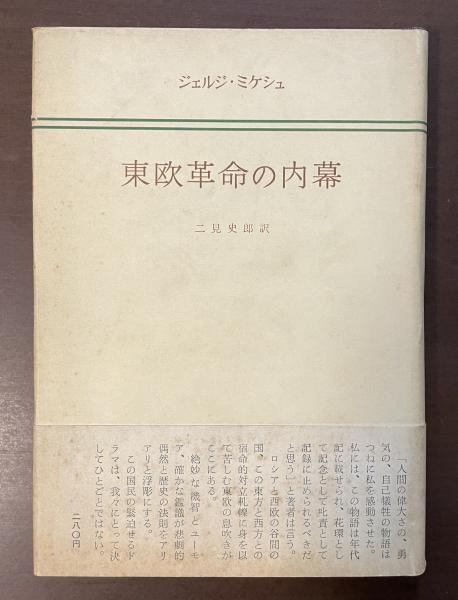 ジェルジ・ミケシュ
東欧革命の内幕
二見史郎訳
「人間の偉大さの、勇
気の、自己犠牲の物語は
つねに私を感動させた。
私には、この物語は年代
記に載せられ、花環とし
て記念として叱責として
記録に止められるべきだ
と思う」と著者は言う。
ロシアと西欧の谷間の
国、この東方と西方との
宿命的対立軋轢に身を以
て苦しむ東欧の息吹きが
ここにある。
絶妙な機智とユーモ
ア、確かな鑑識が悲劇的
偶然と歴史の法則をアリ
アリと浮彫にする。
この国民の緊迫せるド
ラマは、我々にとって決
してひとごとではない。
二八〇円